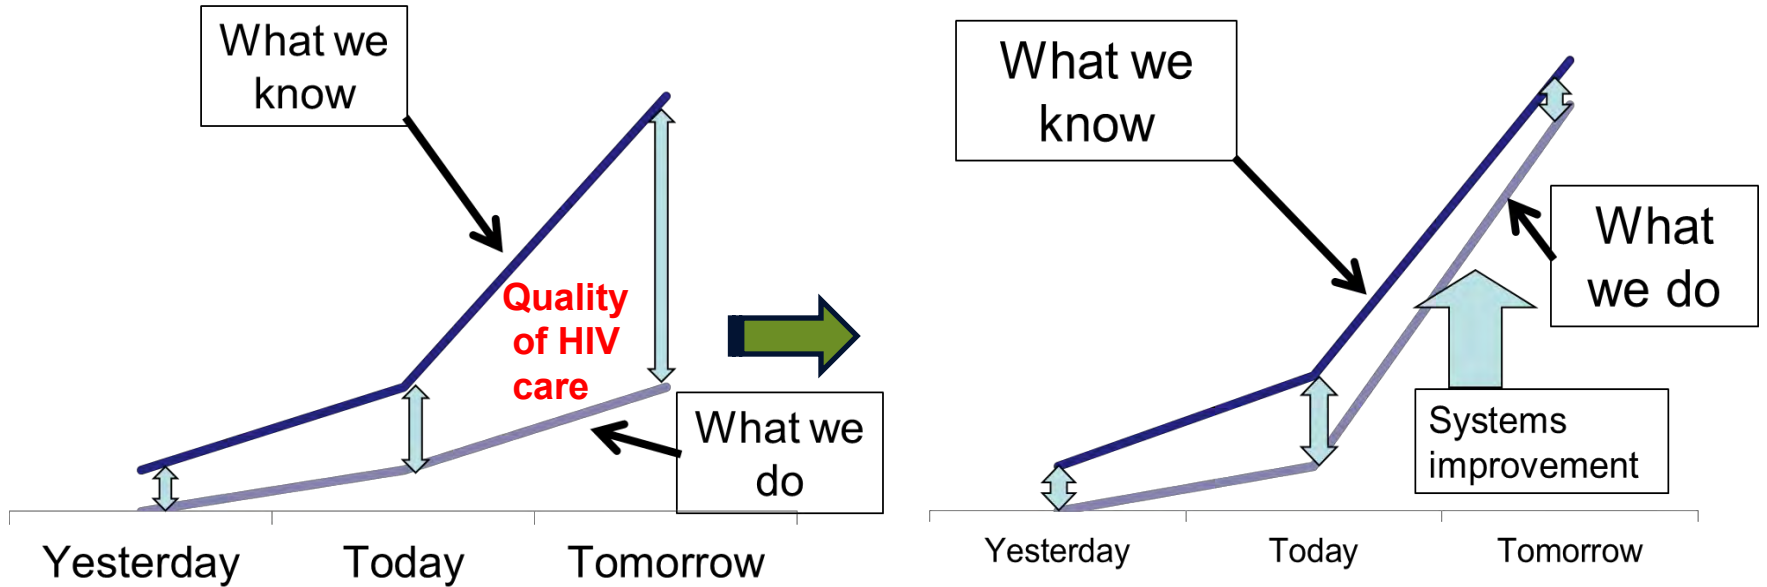 What we
know
Quality
of HIV
care
What we
do
Yesterday
Today
Tomorrow
What we
know
What
we do
Systems
improvement
Yesterday
Today
Tomorrow